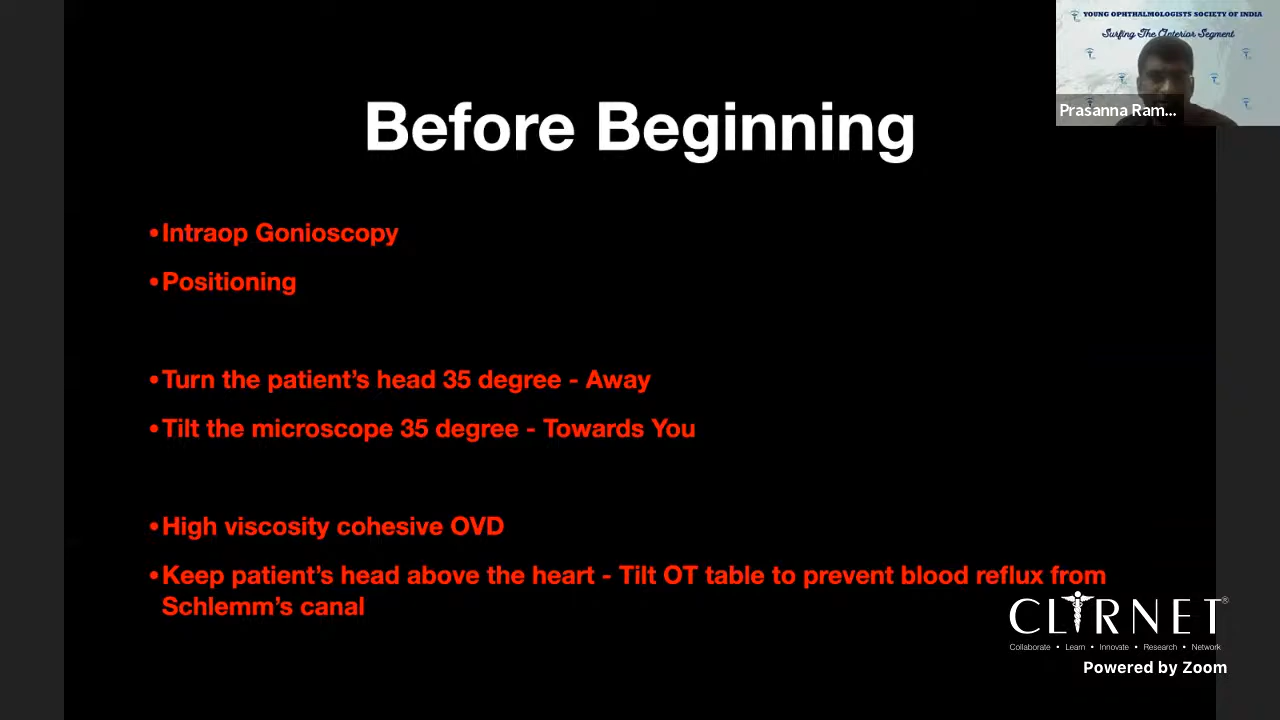 YOUNG OPHTHALMOLOGISTS SOCIETY OF INDIA
Surfing The Anterior Segment
Prasanna Ram...
Before Beginning
•Intraop Gonioscopy
•Positioning
•Turn the patient’s head 35 degree - Away
•Tilt the microscope 35 degree - Towards You
•High viscosity cohesive OVD
•Keep patient’s head above the heart - Tilt OT table to prevent blood reflux from
Schlemm’s canal
CLIRNET®
Collaborate • Learn • Innovate • Research • Network
Powered by Zoom